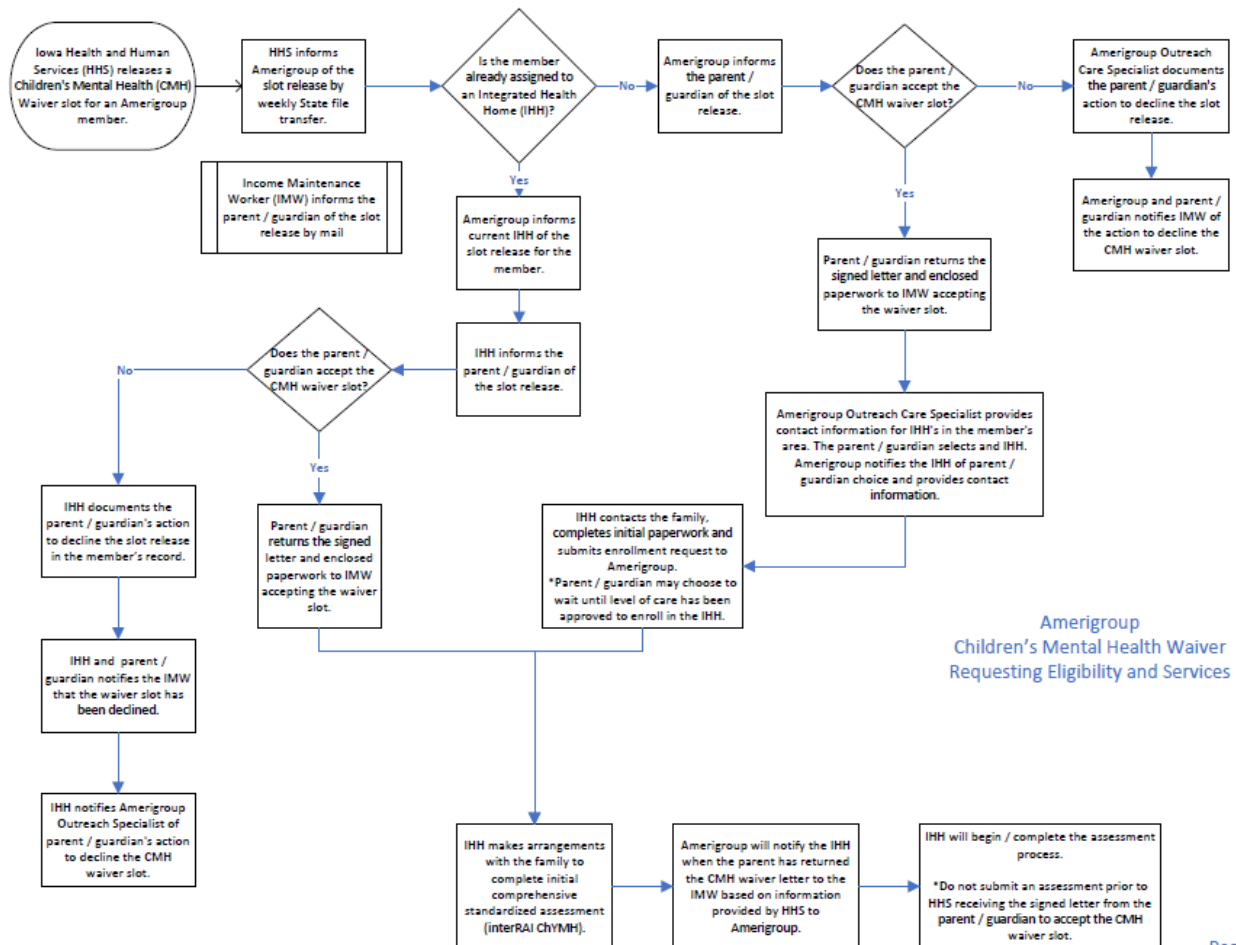 Iowa Health and Human
Services (HHS) releases a
Children's Mental Health (CMH)
Waiver slot for an Amerigroup
member.
HHS informs
Amerigroup of the
slot release by
weekly State file
transfer.
Is the member
already assigned to
an Integrated Health
Home (IHH)?
No
Amerigroup informs
the parent /
guardian of the slot
release.
Does the parent /
guardian accept the
CMH waiver slot?
No
Amerigroup Outreach
Care Specialist documents
the parent / guardian's
action to decline the slot
release.
Income Maintenance
Worker (IMW) informs the
parent / guardian of the slot
release by mail
Yes
Yes
Amerigroup and parent /
guardian notifies IMW of
the action to decline the
CMH waiver slot.
Amerigroup informs
current IHH of the
slot release for the
member.
Parent / guardian returns the
signed letter and enclosed
paperwork to IMW accepting
the waiver slot.
IHH informs the
parent / guardian of
the slot release.
Does the parent /
guardian accept the
CMH waiver slot?
No
Yes
Amerigroup Outreach Care Specialist provides
contact information for IHH's in the member's
area. The parent / guardian selects and IHH.
Amerigroup notifies the IHH of parent /
guardian choice and provides contact
information.
IHH documents the
parent / guardian's action
to decline the slot release
in the member's record.
Parent / guardian
returns the signed
letter and enclosed
paperwork to IMW
accepting the waiver
slot.
IHH contacts the family,
completes initial paperwork and
submits enrollment request to
Amerigroup.
*Parent / guardian may choose to
wait until level of care has been
approved to enroll in the IHH.
Amerigroup
Children's Mental Health Waiver
Requesting Eligibility and Services
IHH and parent /
guardian notifies the IMW
that the waiver slot has
been declined.
IHH notifies Amerigroup
Outreach Specialist of
parent / guardian's action
to decline the CMH
waiver slot.
IHH makes arrangements
with the family to
complete initial
comprehensive
standardized assessment
(interRAI ChYMH).
Amerigroup will notify the IHH
when the parent has returned
the CMH waiver letter to
the IMW based on information
provided by HHS to
Amerigroup.
IHH will begin / complete the assessment
process.
*Do not submit an assessment prior to
HHS receiving the signed letter from the
parent / guardian to accept the CMH
waiver slot.